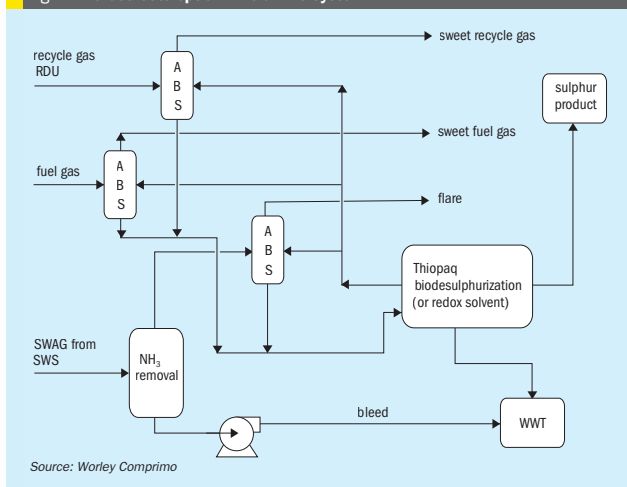 sweet recycle gas
recycle gas
RDU
A
B
S
sulphur
product
sweet fuel gas
fuel gas
A
B
S
flare
A
B
S
Thiopaq
biodesulphurization
(or redox solvent)
SWAG from
SWS
NH₃
removal
bleed
WWT
Source: Worley Comprimo